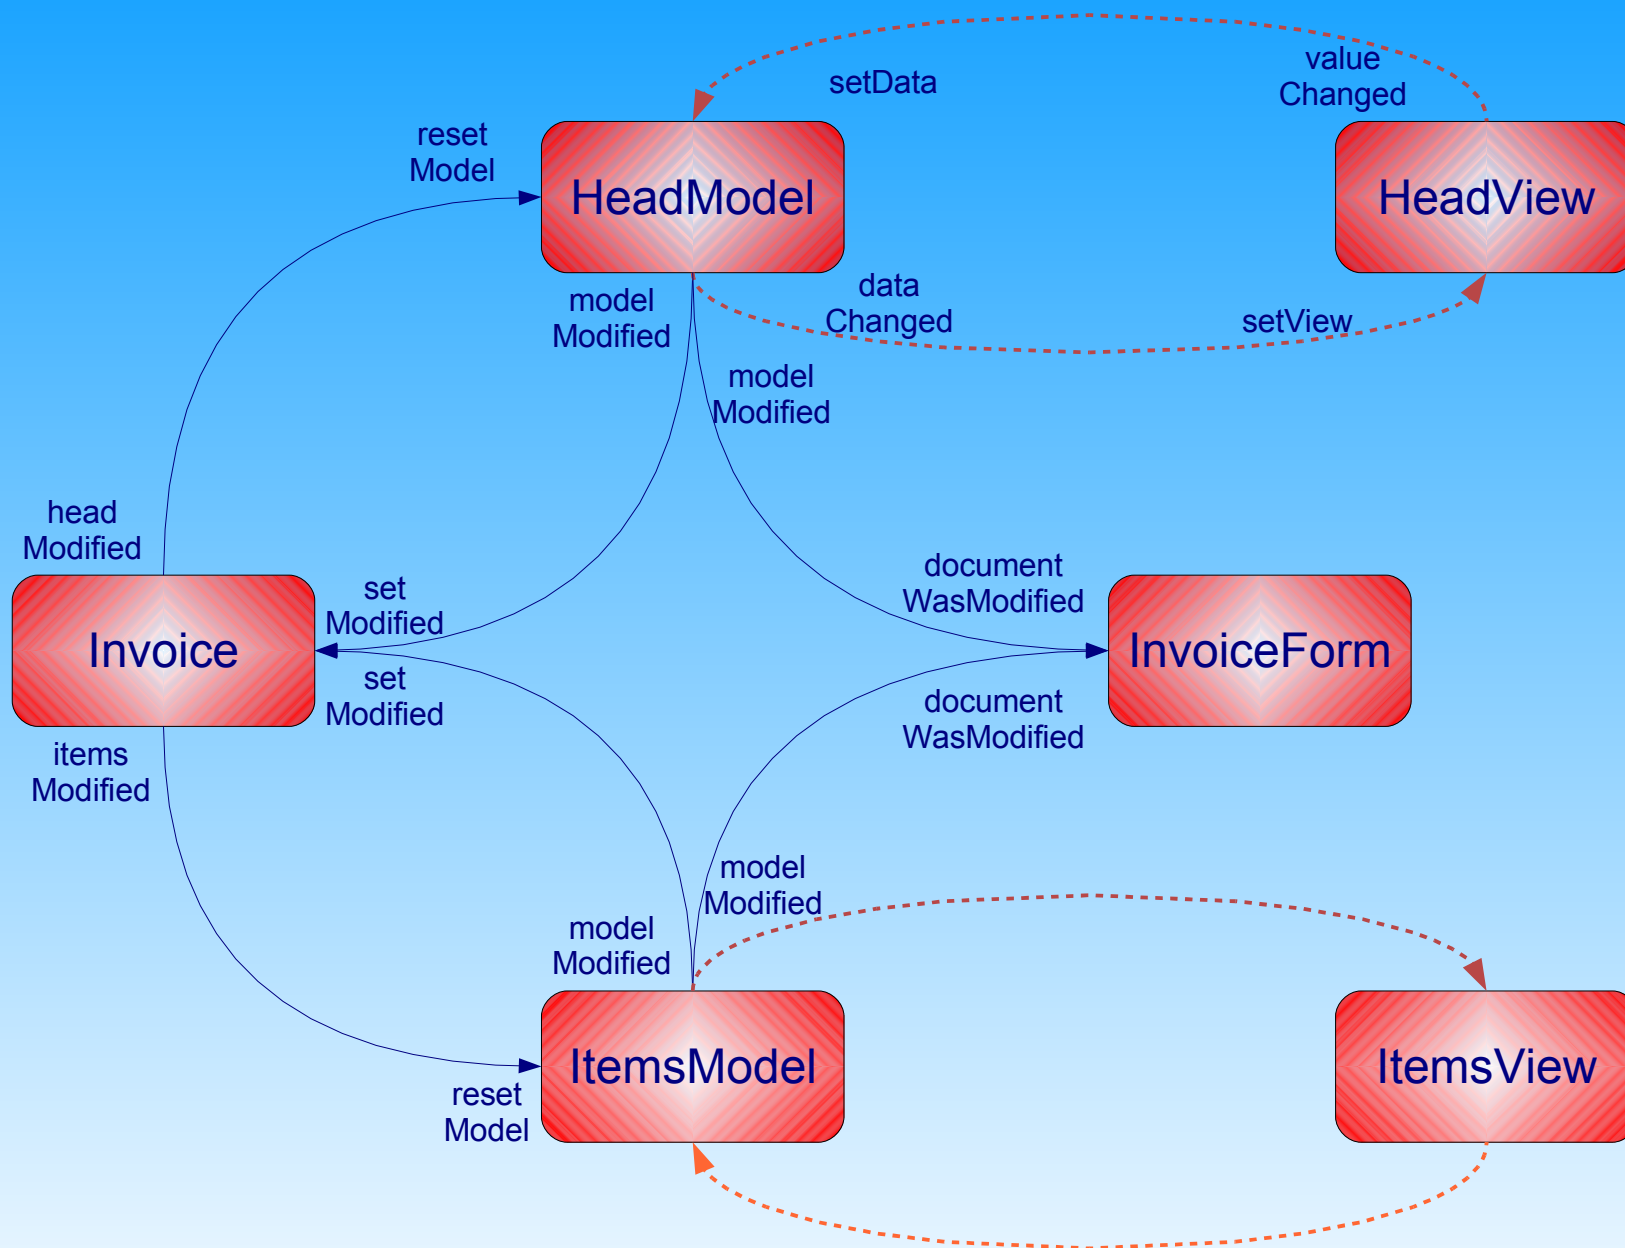 value
Changed
setData
reset
Model
HeadModel
HeadView
model
Modified
data
Changed
setView
model
Modified
head
Modified
set
Modified
document
WasModified
Invoice
InvoiceForm
set
Modified
document
WasModified
items
Modified
model
Modified
model
Modified
ItemsModel
ItemsView
reset
Model